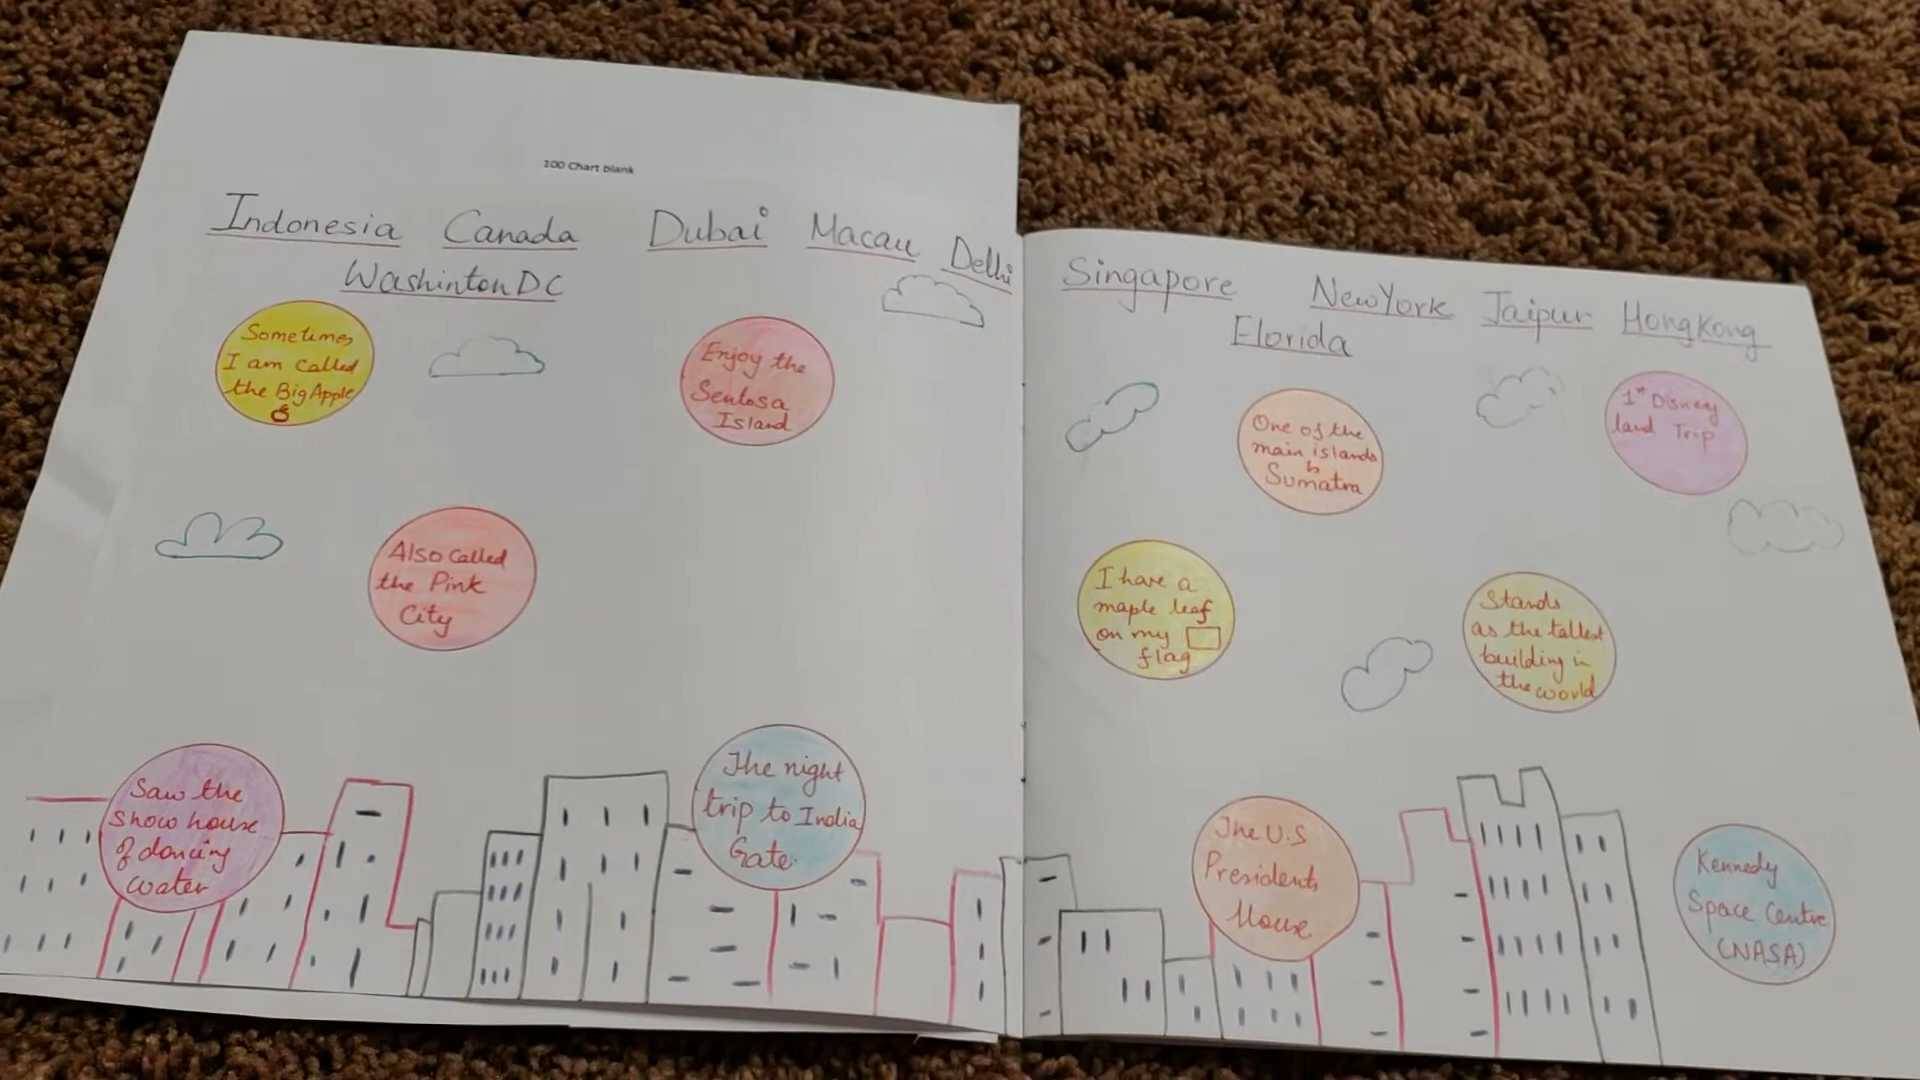 100 Chart blank
Indonesia Canada Dubai Macau Delhi
Washinton DC
Sometimes
I am called
the Big Apple
Enjoy the
Sentosa
Island
Also called
the Pink
City
Saw the
show house
of dancing
water
The night
trip to India
Gate
Singapore NewYork Jaipur HongKong
Florida
One of the
main islands
is
Sumatra
1st Disney
land Trip
I have a
maple leaf
on my
flag
Stands
as the tallest
building in
the world
The U.S
Presidents
House
Kennedy
Space Centre
(NASA)